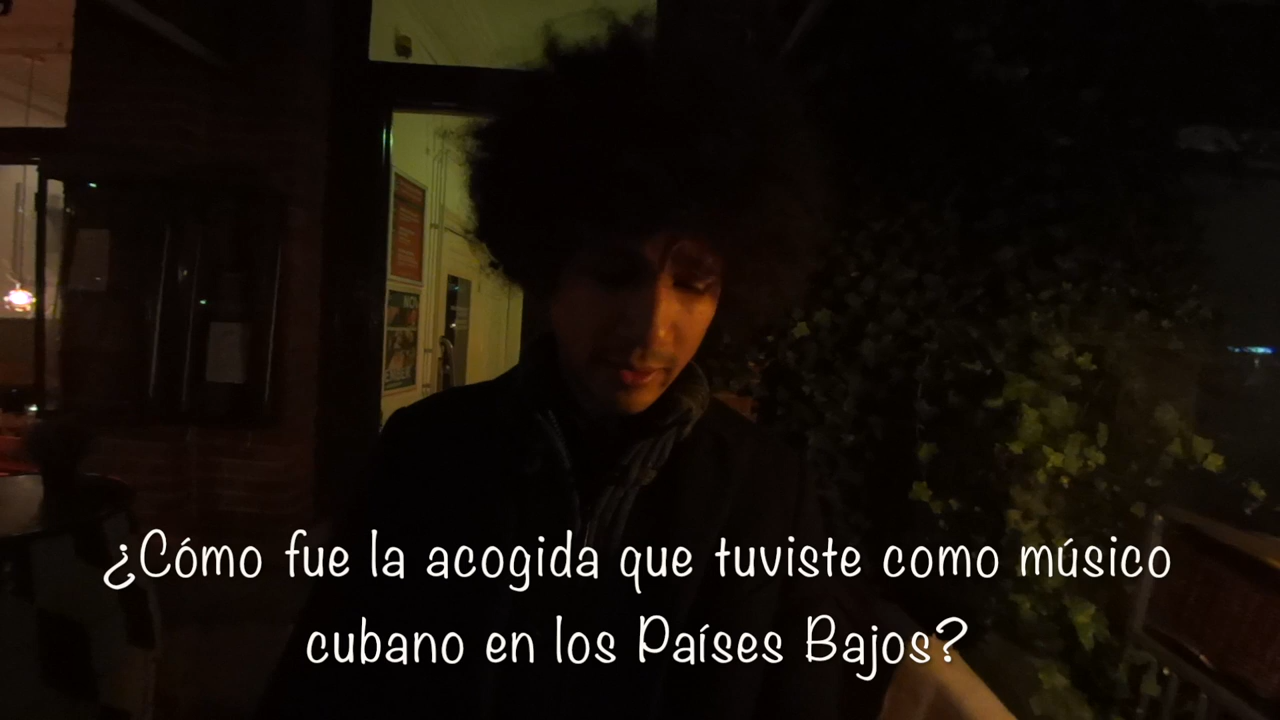 ¿Cómo fue la acogida que tuviste como músico
cubano en los Países Bajos?